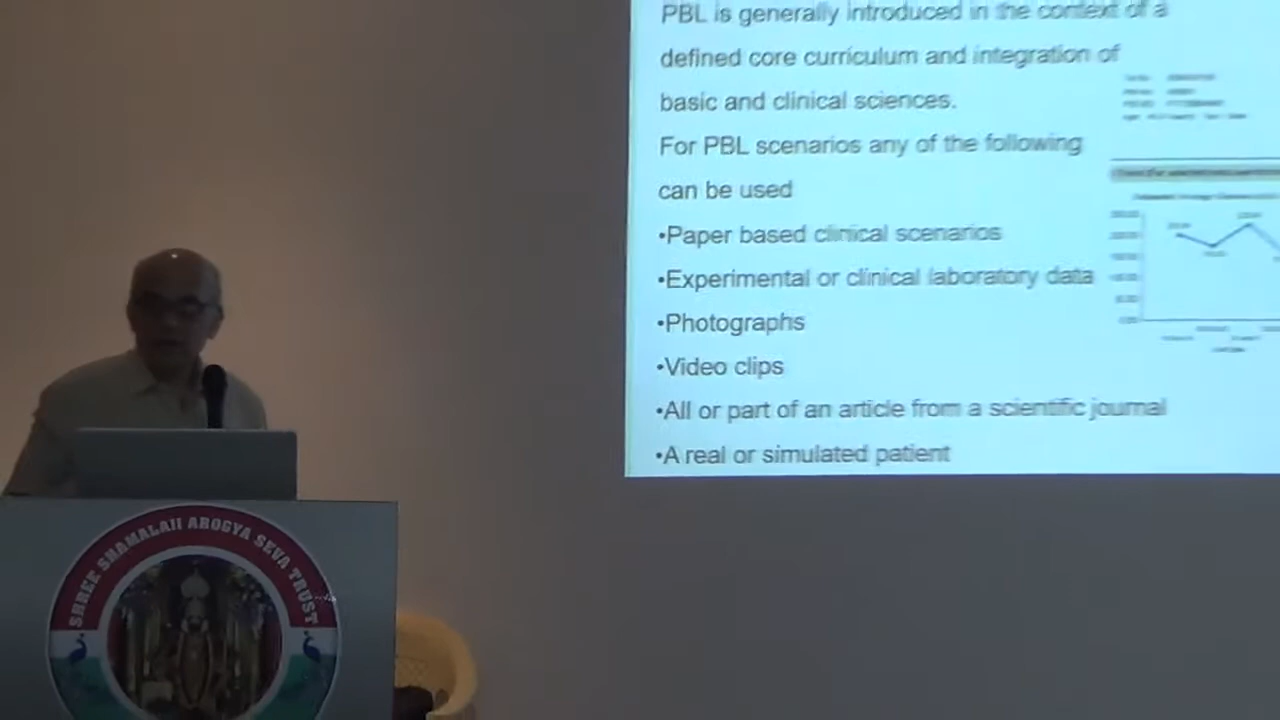 PBL is generally introduced in the context of a
defined core curriculum and integration of
basic and clinical sciences.
For PBL scenarios any of the following
can be used
•Paper based clinical scenarios
•Experimental or clinical laboratory data
•Photographs
•Video clips
•All or part of an article from a scientific journal
•A real or simulated patient
SHREE SHAMALAJI AROGYA SEVA TRUST